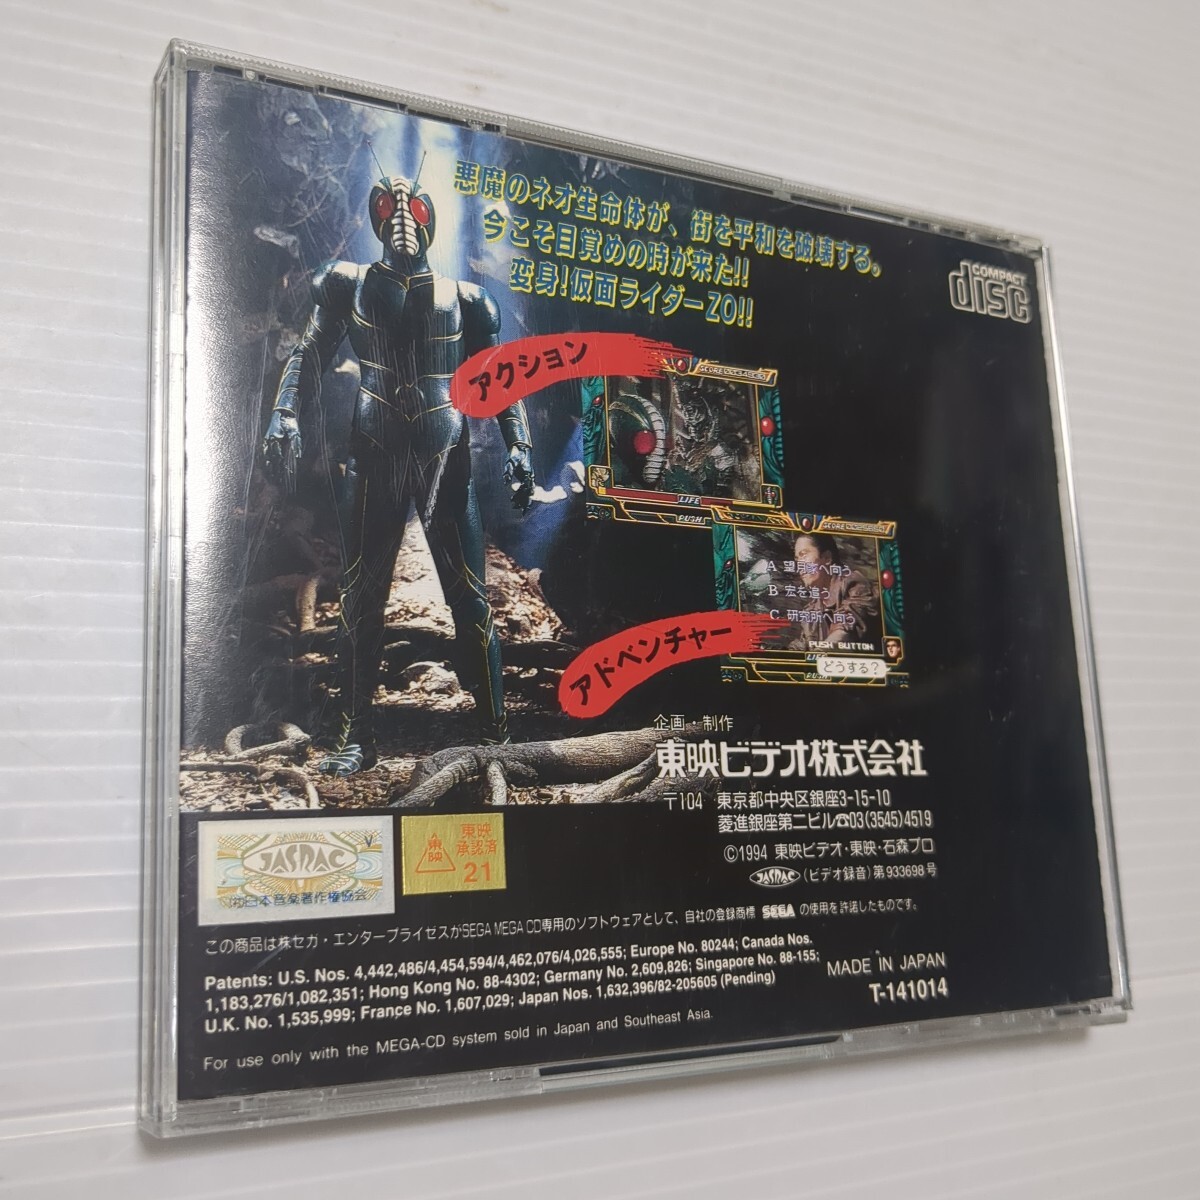 悪魔のネオ生命体が、街を平和を破壊する。
今こそ目覚めの時が来た!!
変身!仮面ライダーZO!!
COMPACT
disc
アクション
SCORE
LIFE
PUSH
SCORE
A 望月家へ向う
B 宏を追う
C 研究所へ向う
PUSH BUTTON
LIFE
どうする?
PUSH
アドベンチャー
企画・制作
東映ビデオ株式会社
〒104 東京都中央区銀座3-15-10
菱進銀座第二ビル☎03(3545)4519
©1994 東映ビデオ・東映・石森プロ
JASRAC (ビデオ録音)第933698号
JASRAC
V
(社)日本音楽著作権協会
東映
東映
承認済
21
この商品は株セガ・エンタープライゼスがSEGA MEGA CD専用のソフトウェアとして、自社の登録商標 SEGA の使用を許諾したものです。
Patents: U.S. Nos. 4,442,486/4,454,594/4,462,076/4,026,555; Europe No. 80244; Canada Nos.
1,183,276/1,082,351; Hong Kong No. 88-4302; Germany No. 2,609,826; Singapore No. 88-155;
U.K. No. 1,535,999; France No. 1,607,029; Japan Nos. 1,632,396/82-205605 (Pending)
For use only with the MEGA-CD system sold in Japan and Southeast Asia.
MADE IN JAPAN
T-141014